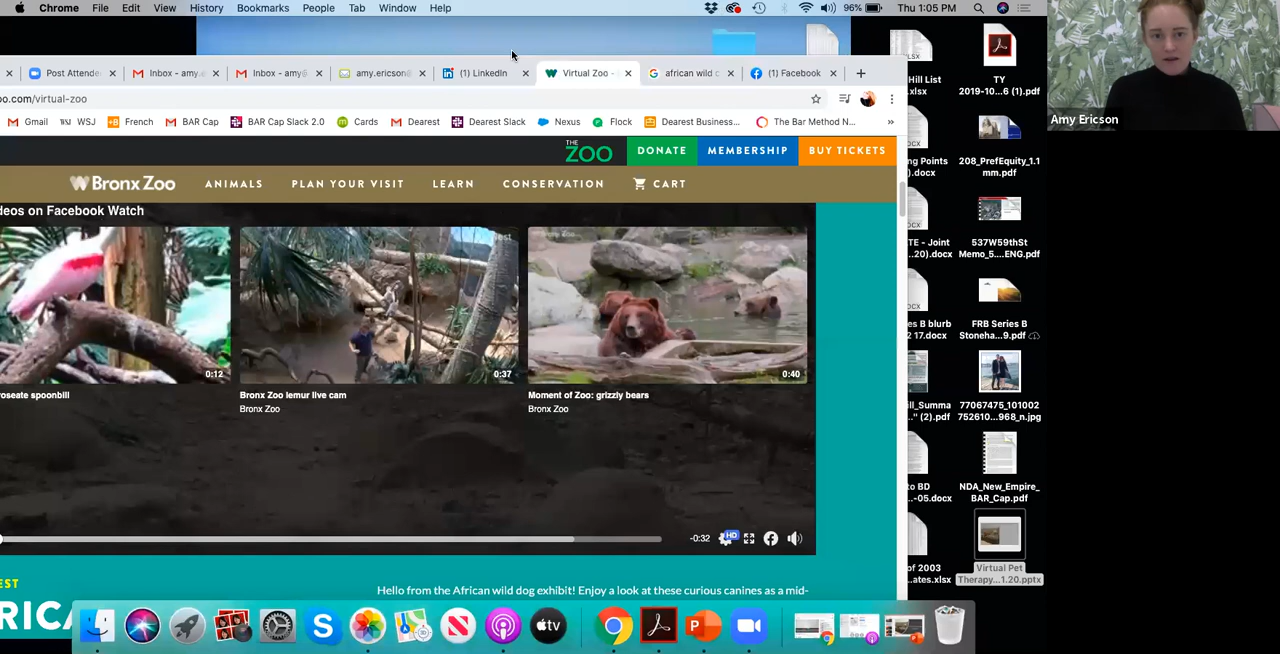 Chrome File Edit View History Bookmarks People Tab Window Help 96% Thu 1:05 PM
Post Attende Inbox - amy. Inbox - amy@ amy.ericson@ (1) LinkedIn Virtual Zoo - african wild c (1) Facebook
oo.com/virtual-zoo
Gmail WSJ WSJ French BAR Cap BAR Cap Slack 2.0 Cards Dearest Dearest Slack Nexus Flock Dearest Business... The Bar Method N... »
THE ZOO DONATE MEMBERSHIP BUY TICKETS
Bronx Zoo ANIMALS PLAN YOUR VISIT LEARN CONSERVATION CART
deos on Facebook Watch
0:12 0:37 0:40
roseate spoonbill Bronx Zoo lemur live cam Moment of Zoo: grizzly bears
Bronx Zoo Bronx Zoo
-0:32 HD
EST
Hello from the African wild dog exhibit! Enjoy a look at these curious canines as a mid-
RICA
Hill List
.xlsx
TY
2019-10...6 (1).pdf
ng Points
).docx
208_PrefEquity_1.1
mm.pdf
TE - Joint
..20).docx
537W59thSt
Memo_5....ENG.pdf
es B blurb
2 17.docx
FRB Series B
Stoneha...9.pdf
ill_Summa
..." (2).pdf
77067475_101002
752610...968_n.jpg
to BD
...-05.docx
NDA_New_Empire_
BAR_Cap.pdf
of 2003
...ates.xlsx
Virtual Pet
Therapy...1.20.pptx
DOCX
tv
Amy Ericson